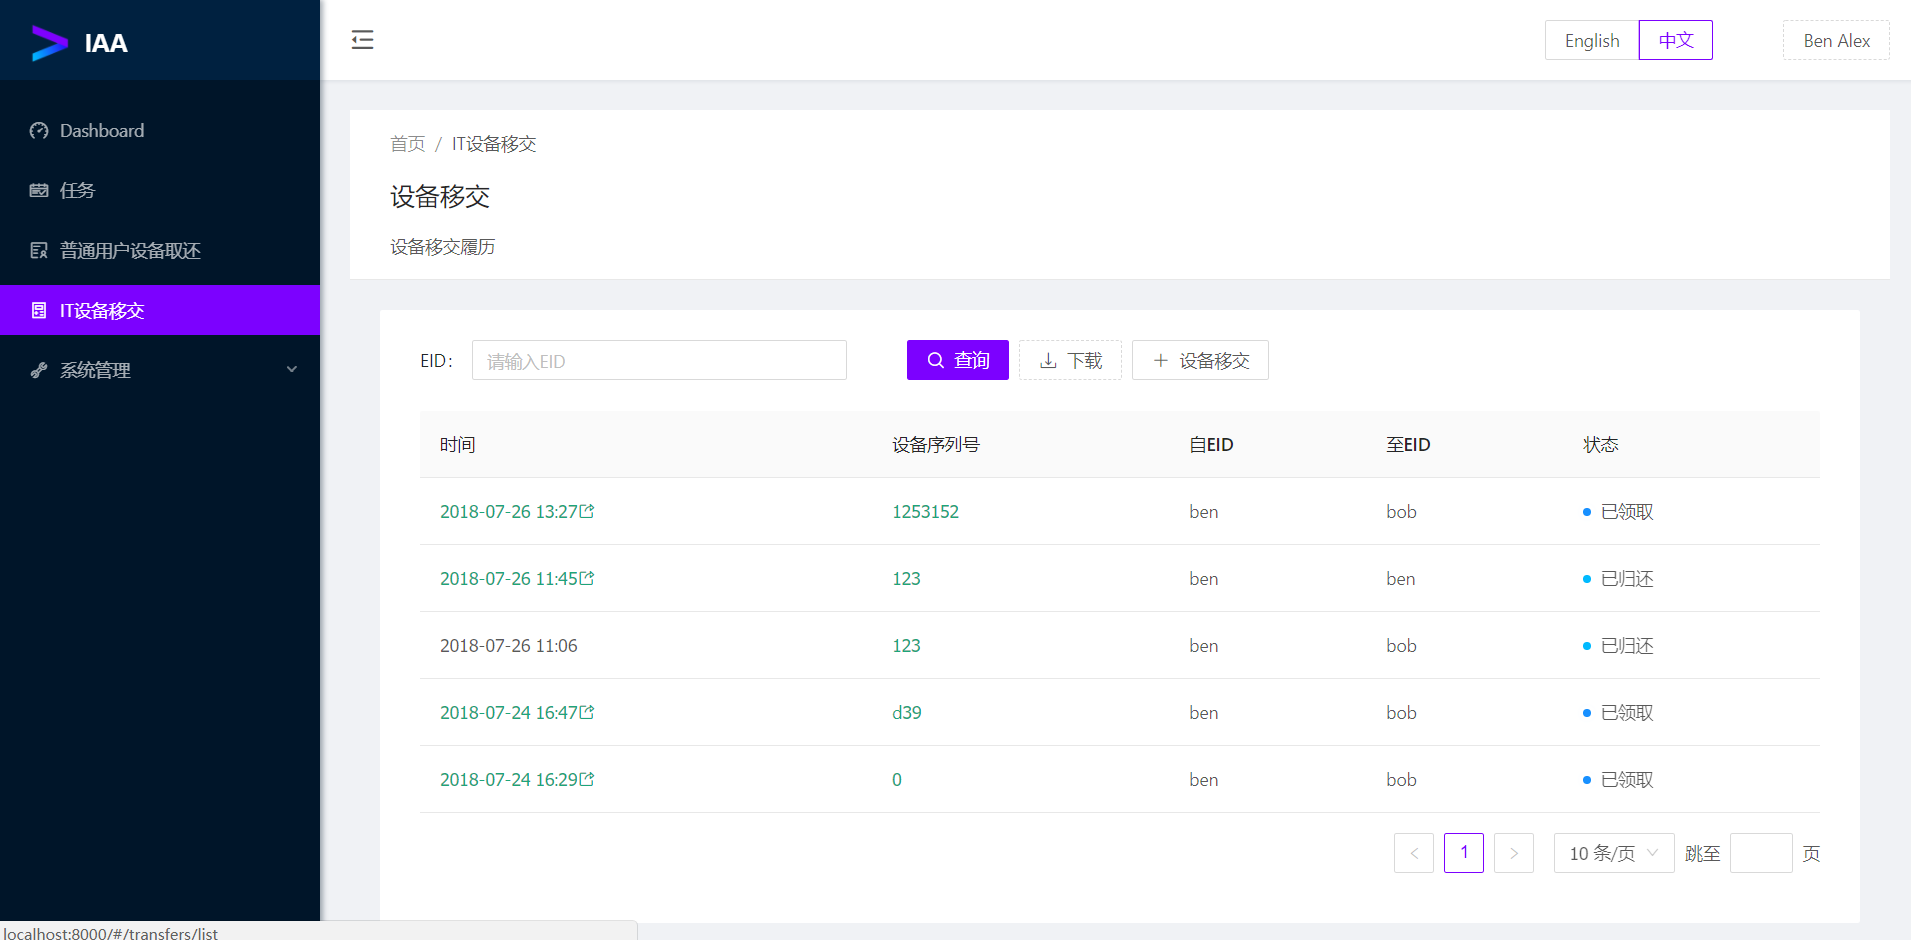 IAA
English 中文 Ben Alex
Dashboard
任务
普通用户设备取还
IT设备移交
系统管理
首页 / IT设备移交
设备移交
设备移交履历
EID: 请输入EID 查询 下载 设备移交
时间 设备序列号 自EID 至EID 状态
2018-07-26 13:27 1253152 ben bob 已领取
2018-07-26 11:45 123 ben ben 已归还
2018-07-26 11:06 123 ben bob 已归还
2018-07-24 16:47 d39 ben bob 已领取
2018-07-24 16:29 0 ben bob 已领取
< 1 > 10 条/页 跳至 页
localhost:8000/#/transfers/list